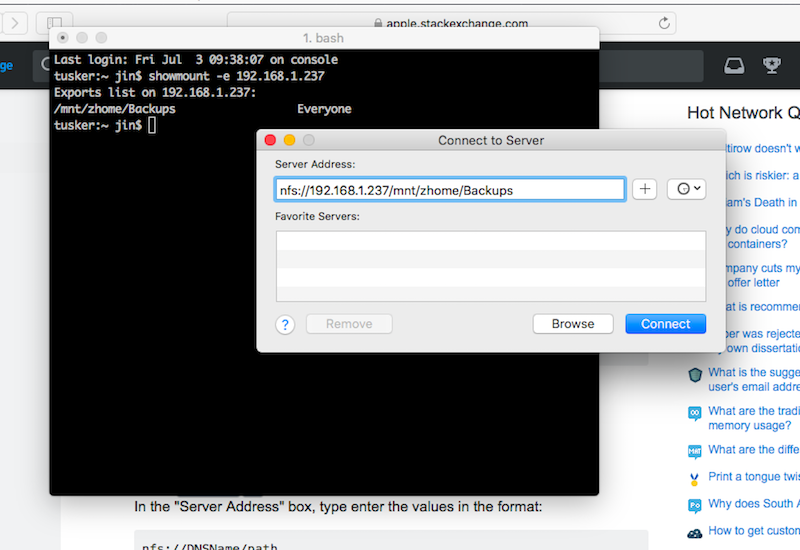 apple.stackexchange.com
ge
1. bash
Last login: Fri Jul  3 09:38:07 on console
tusker:~ jin$ showmount -e 192.168.1.237
Exports list on 192.168.1.237:
/mnt/zhome/Backups                  Everyone
tusker:~ jin$
Connect to Server
Server Address:
nfs://192.168.1.237/mnt/zhome/Backups
Favorite Servers:
?
Remove
Browse
Connect
Hot Network Q
ltirow doesn't w
ich is riskier: a
am's Death in
y do cloud com
containers?
mpany cuts my
offer letter
at is recommen
per was rejecte
y own dissertatio
What is the sugge
user's email addre
What are the tradi
memory usage?
What are the diffe
Print a tongue twis
Why does South A
How to get custom
In the "Server Address" box, type enter the values in the format:
nfs://DNSName/path